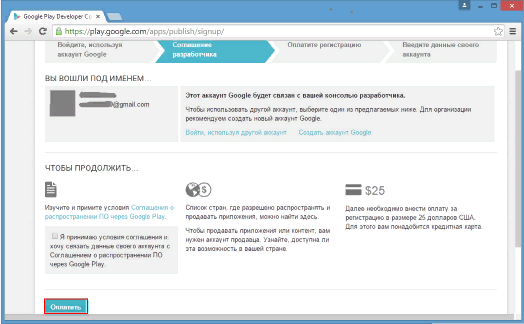 Google Play Developer Co
https://play.google.com/apps/publish/signup/
Войдите, используя
аккаунт Google
Соглашение
разработчика
Оплатите регистрацию
Введите данные своего
аккаунта
ВЫ ВОШЛИ ПОД ИМЕНЕМ...
@gmail.com
Этот аккаунт Google будет связан с вашей консолью разработчика.
Чтобы использовать другой аккаунт, выберите один из предлагаемых ниже. Для организации
рекомендуем создать новый аккаунт Google.
Войти, используя другой аккаунт
Создать аккаунт Google
ЧТОБЫ ПРОДОЛЖИТЬ...
Изучите и примите условия Соглашения о
распространении ПО через Google Play.
Я принимаю условия соглашения и
хочу связать данные своего аккаунта с
Соглашением о распространении ПО
через Google Play.
Список стран, где разрешено распространять и
продавать приложения, можно найти здесь.
Чтобы продавать приложения или контент, вам
нужен аккаунт продавца. Узнайте, доступна ли
эта возможность в вашей стране.
$25
Далее необходимо внести оплату за
регистрацию в размере 25 долларов США.
Для этого вам понадобится кредитная карта.
Оплатить